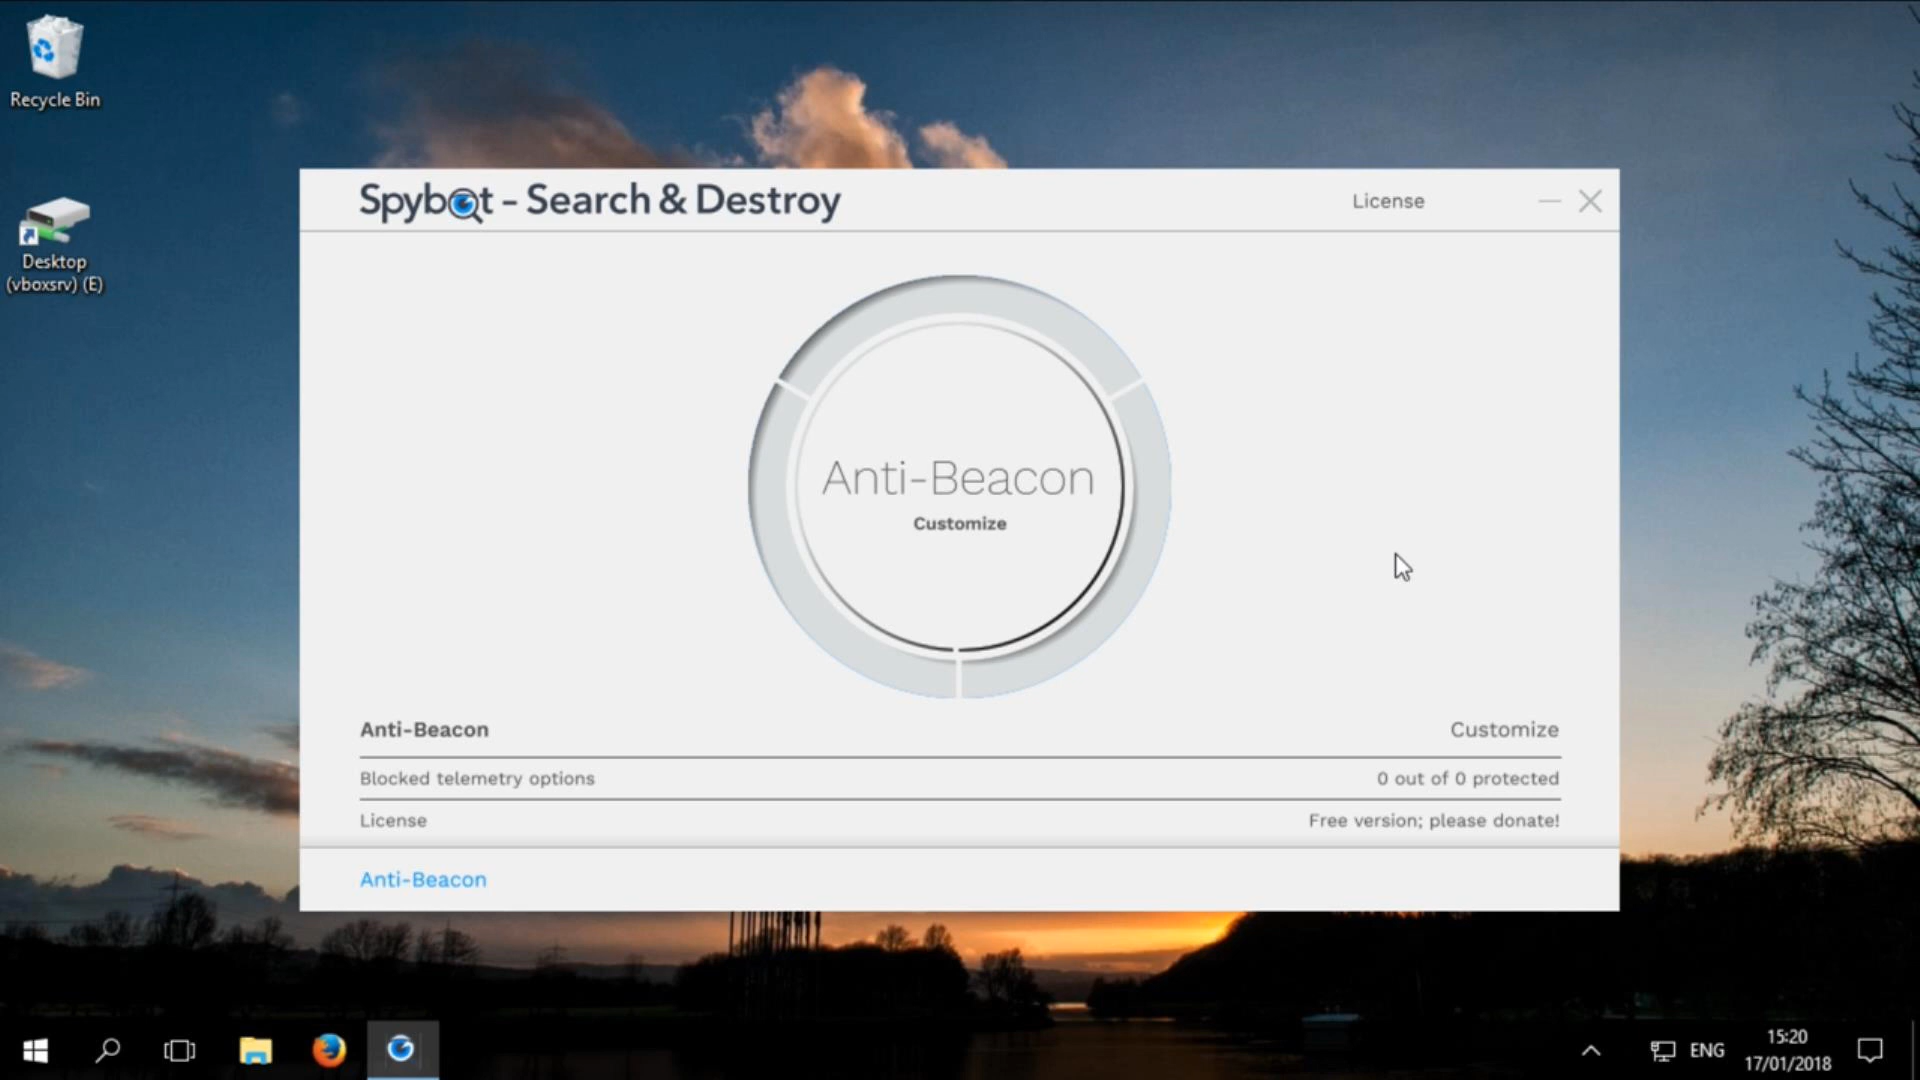 Recycle Bin
Desktop
(vboxsrv) (E)
Spybot - Search & Destroy
License
Anti-Beacon
Customize
Anti-Beacon
Customize
Blocked telemetry options
0 out of 0 protected
License
Free version; please donate!
Anti-Beacon
ENG
15:20
17/01/2018